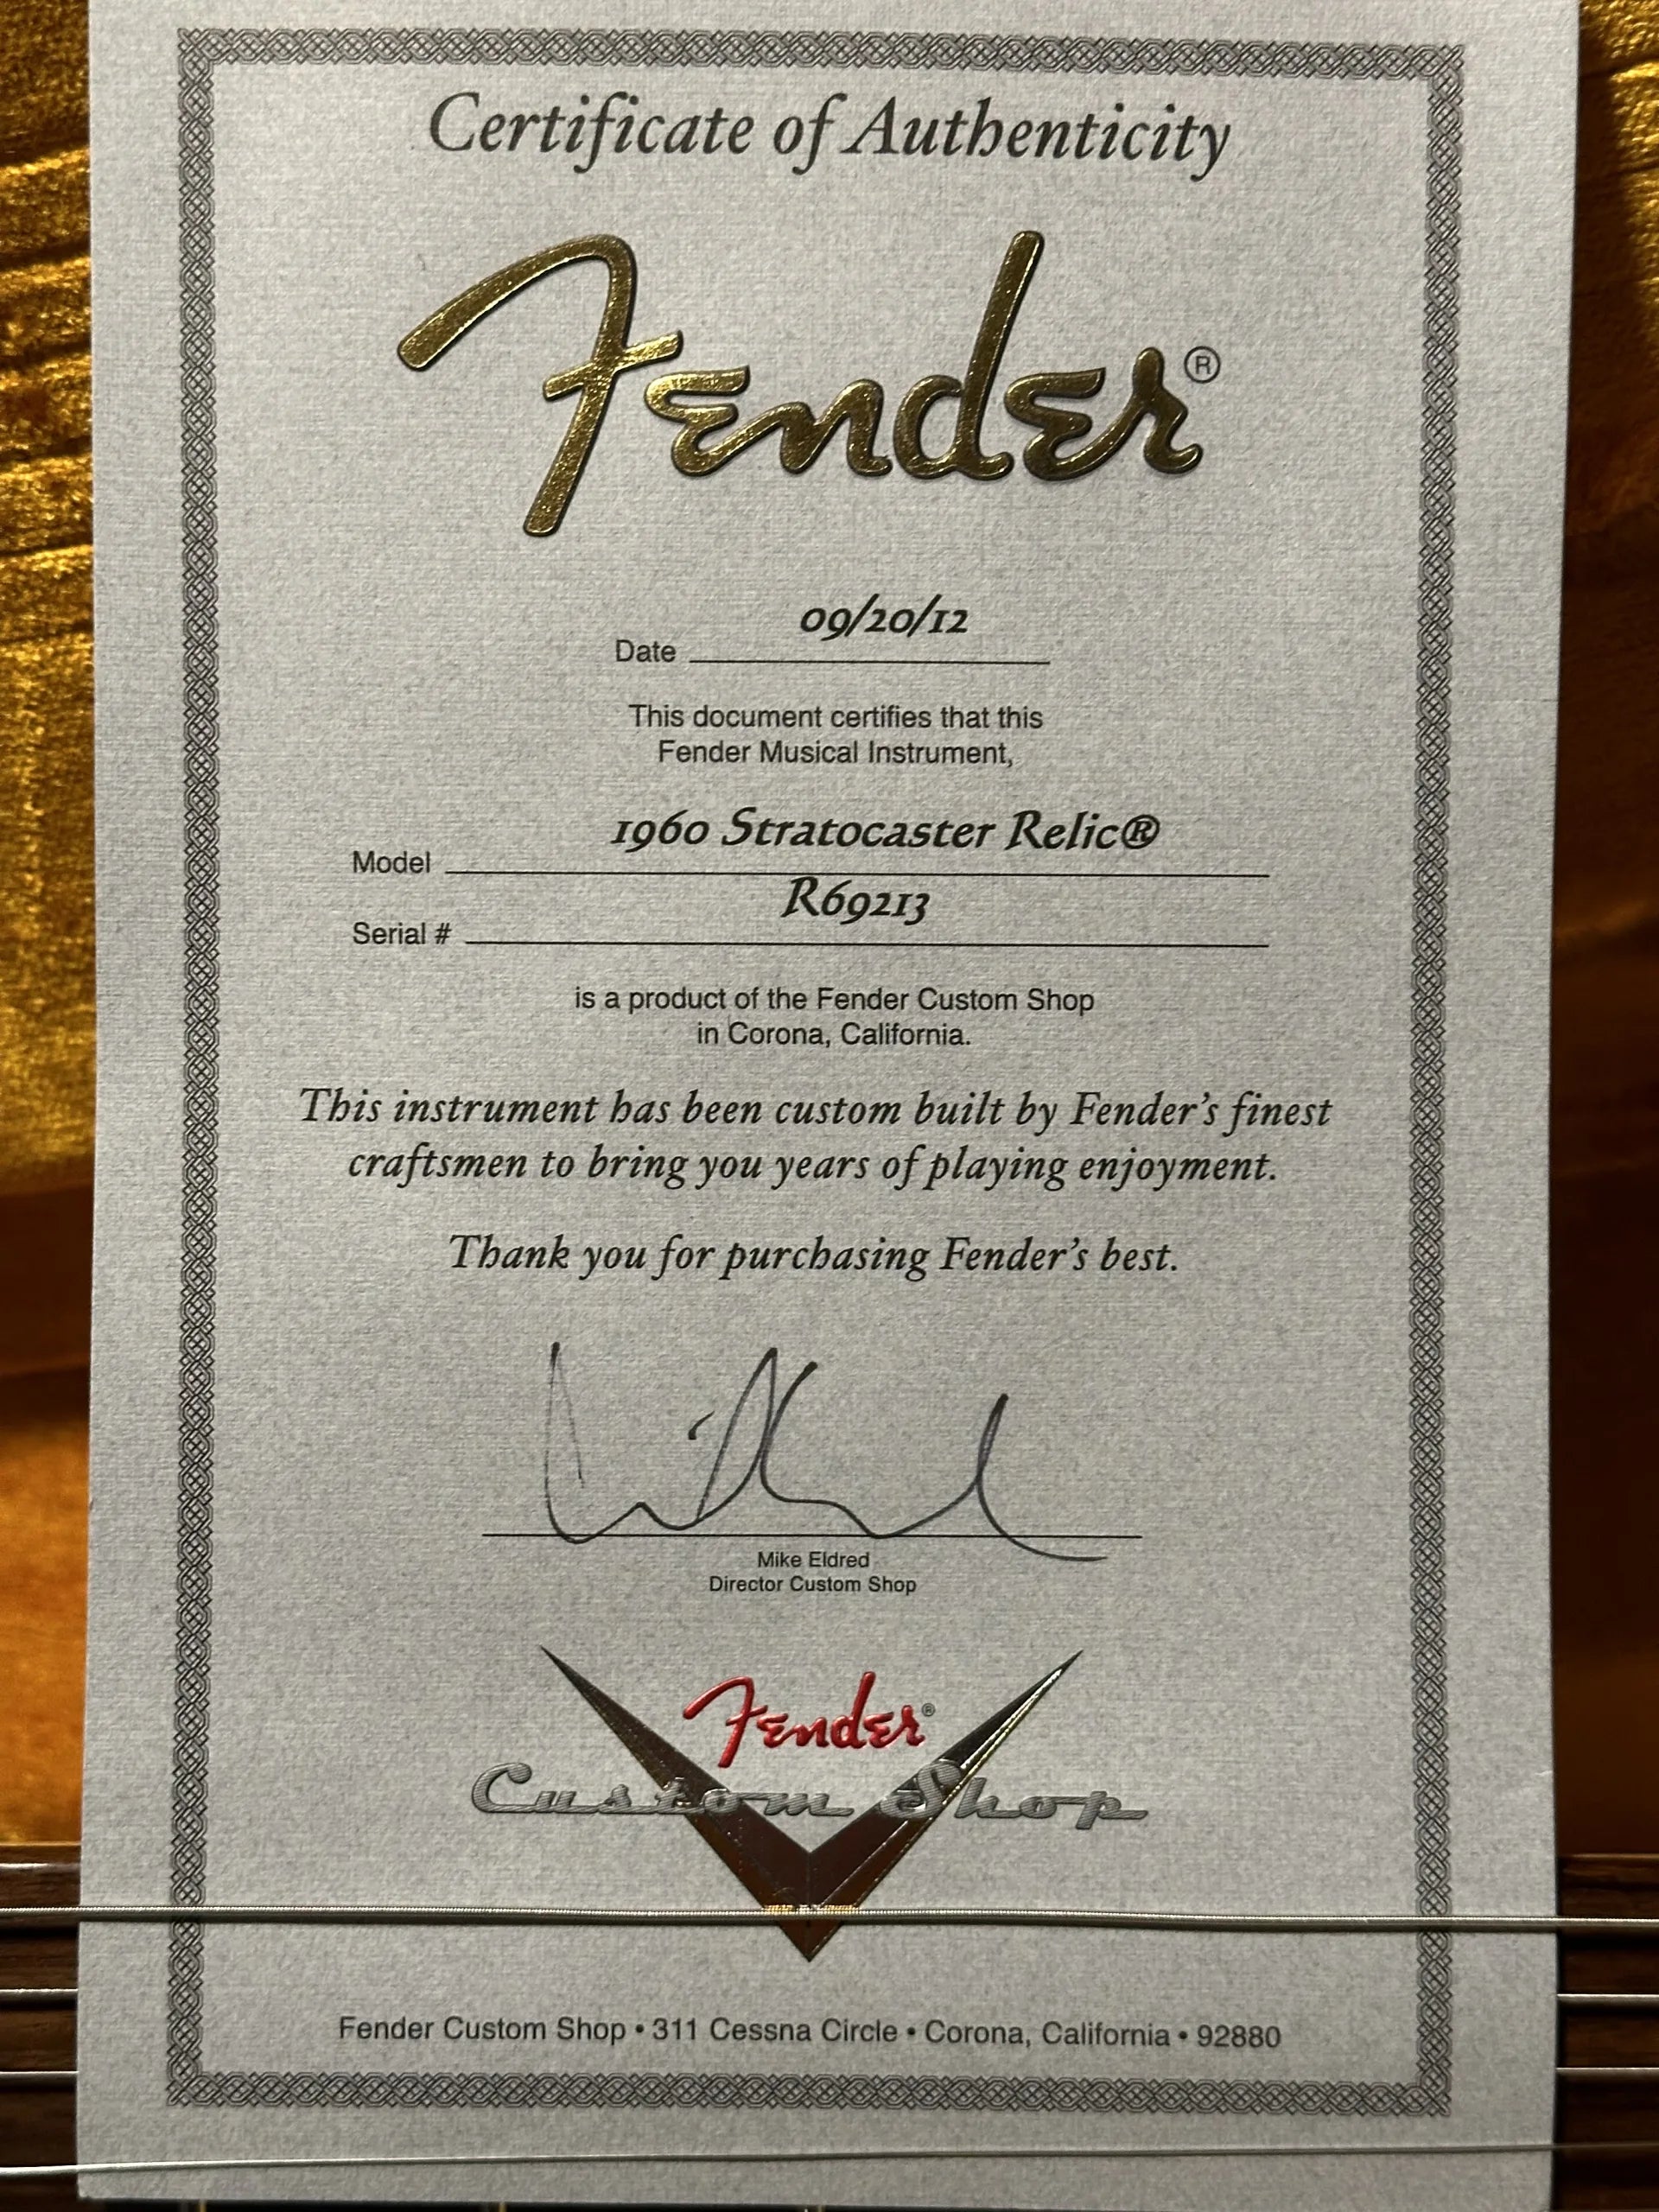 Certificate of Authenticity
Fender®
09/20/12
Date
This document certifies that this
Fender Musical Instrument,
1960 Stratocaster Relic®
Model
R69213
Serial #
is a product of the Fender Custom Shop
in Corona, California.
This instrument has been custom built by Fender's finest
craftsmen to bring you years of playing enjoyment.
Thank you for purchasing Fender's best.
Mike Eldred
Director Custom Shop
Fender®
Custom Shop
Fender Custom Shop • 311 Cessna Circle • Corona, California • 92880